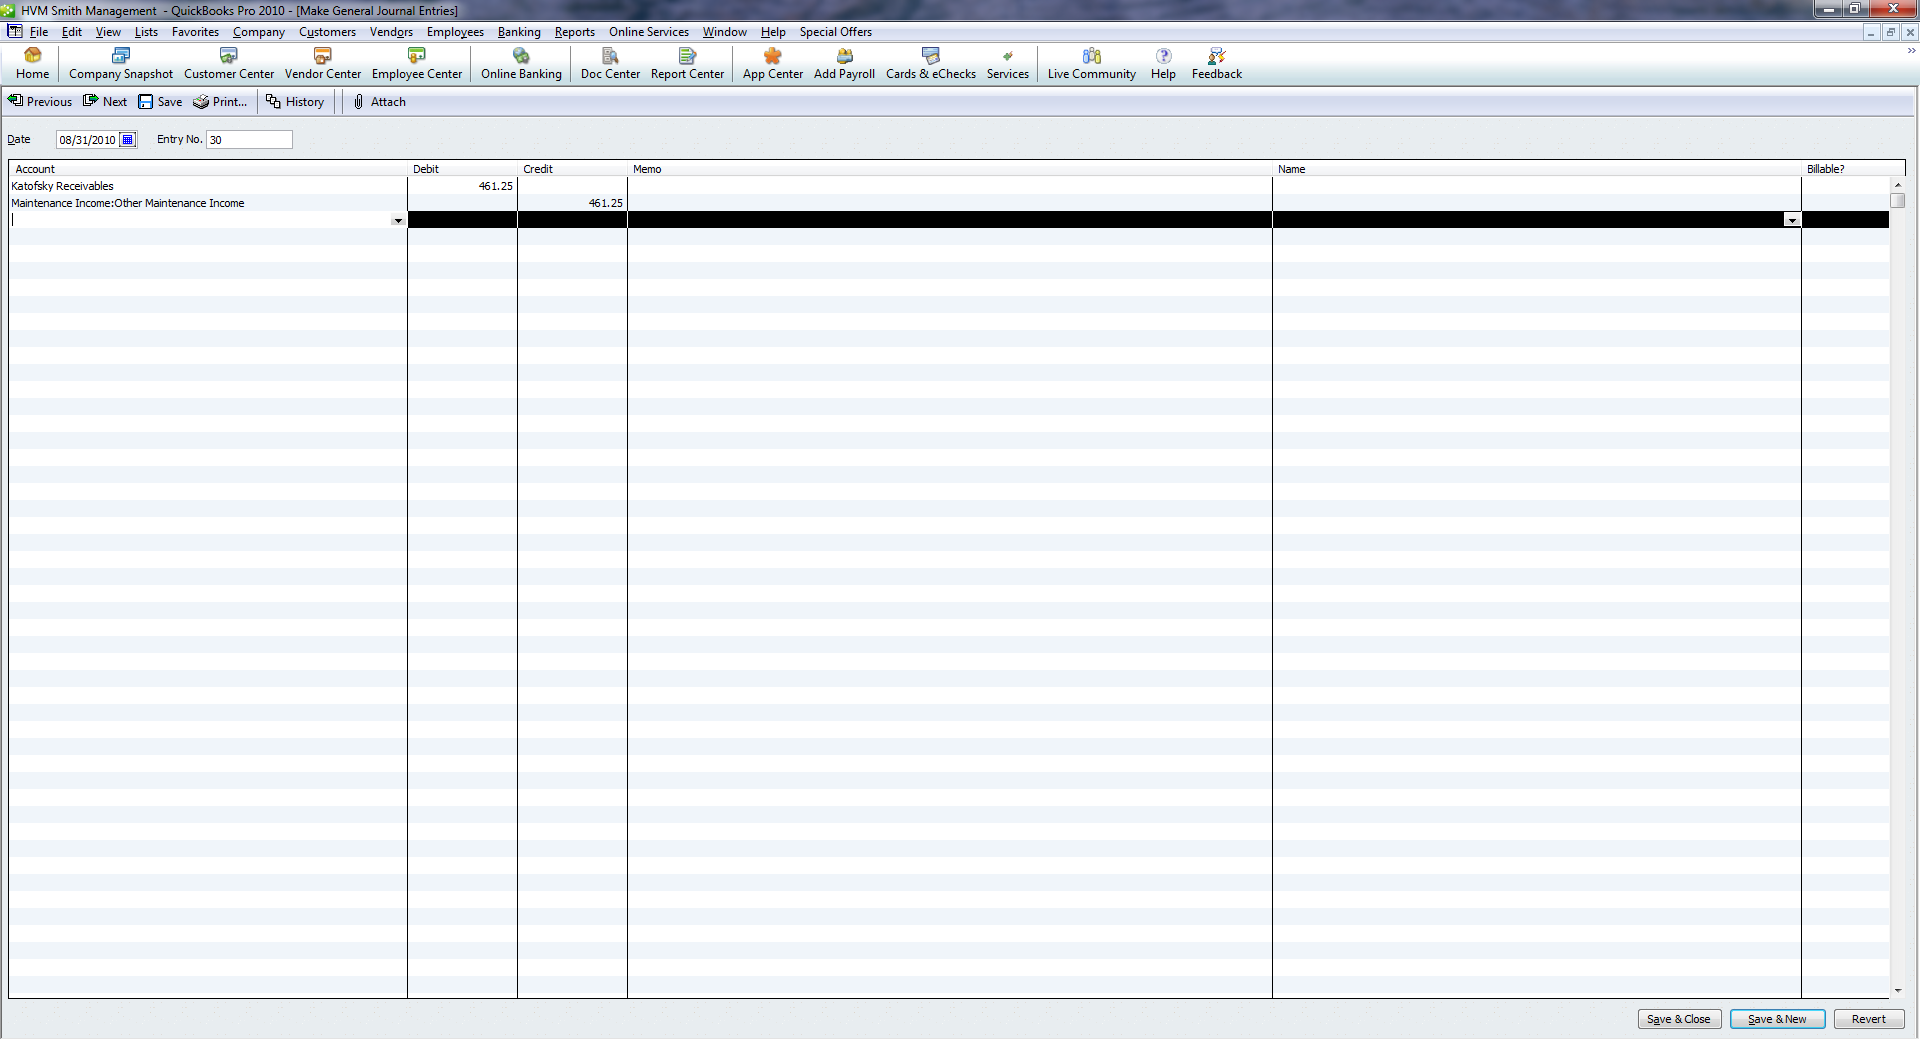 HVM Smith Management - QuickBooks Pro 2010 - [Make General Journal Entries]
File Edit View Lists Favorites Company Customers Vendors Employees Banking Reports Online Services Window Help Special Offers
Home Company Snapshot Customer Center Vendor Center Employee Center Online Banking Doc Center Report Center App Center Add Payroll Cards & eChecks Services Live Community Help Feedback
Previous Next Save Print... History Attach
Date 08/31/2010 Entry No. 30
Account Debit Credit Memo Name Billable?
Katofsky Receivables 461.25
Maintenance Income:Other Maintenance Income 461.25
Save & Close Save & New Revert